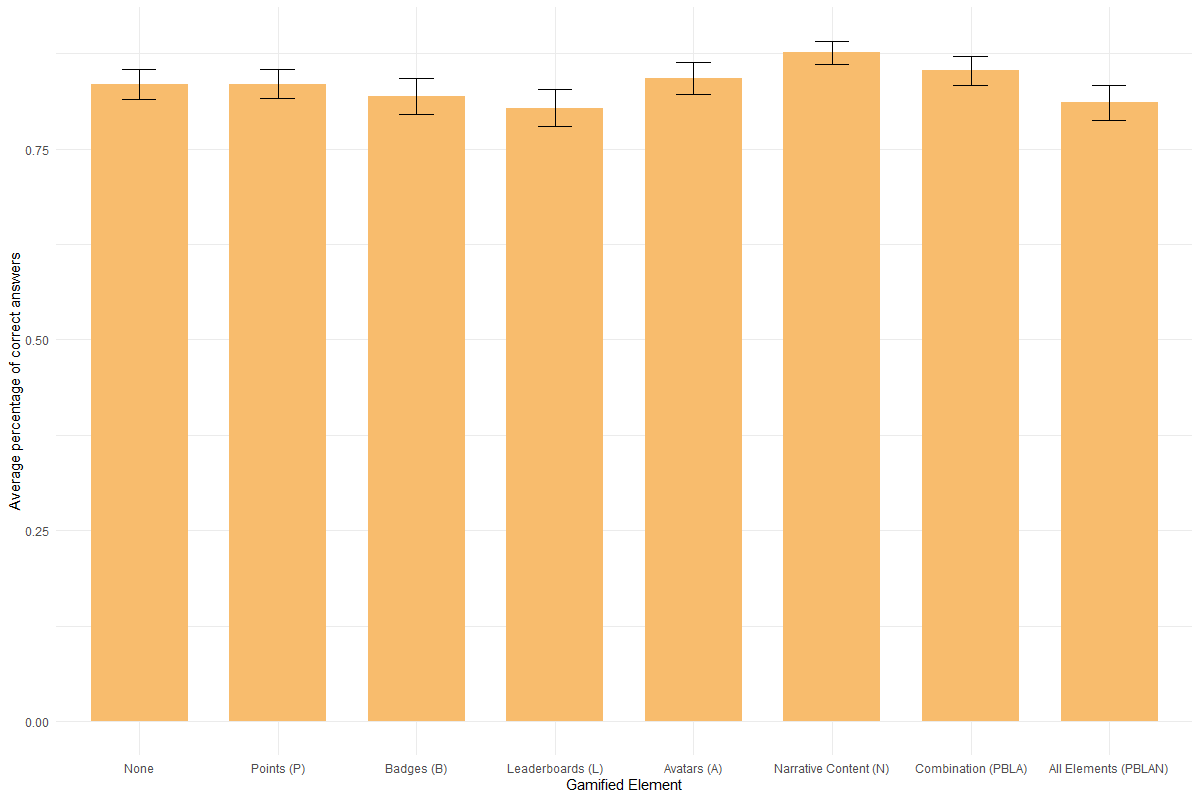 Average percentage of correct answers
0.75
0.50
0.25
0.00
None
Points (P)
Badges (B)
Leaderboards (L)
Avatars (A)
Narrative Content (N)
Combination (PBLA)
All Elements (PBLAN)
Gamified Element